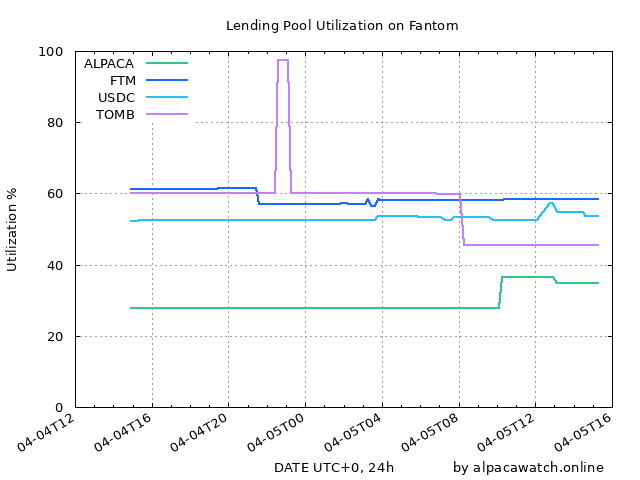 Lending Pool Utilization on Fantom
100
80
60
40
20
0
Utilization %
ALPACA
FTM
USDC
TOMB
04-04T12
04-04T16
04-04T20
04-05T00
04-05T04
04-05T08
04-05T12
04-05T16
DATE UTC+0, 24h
by alpacawatch.online